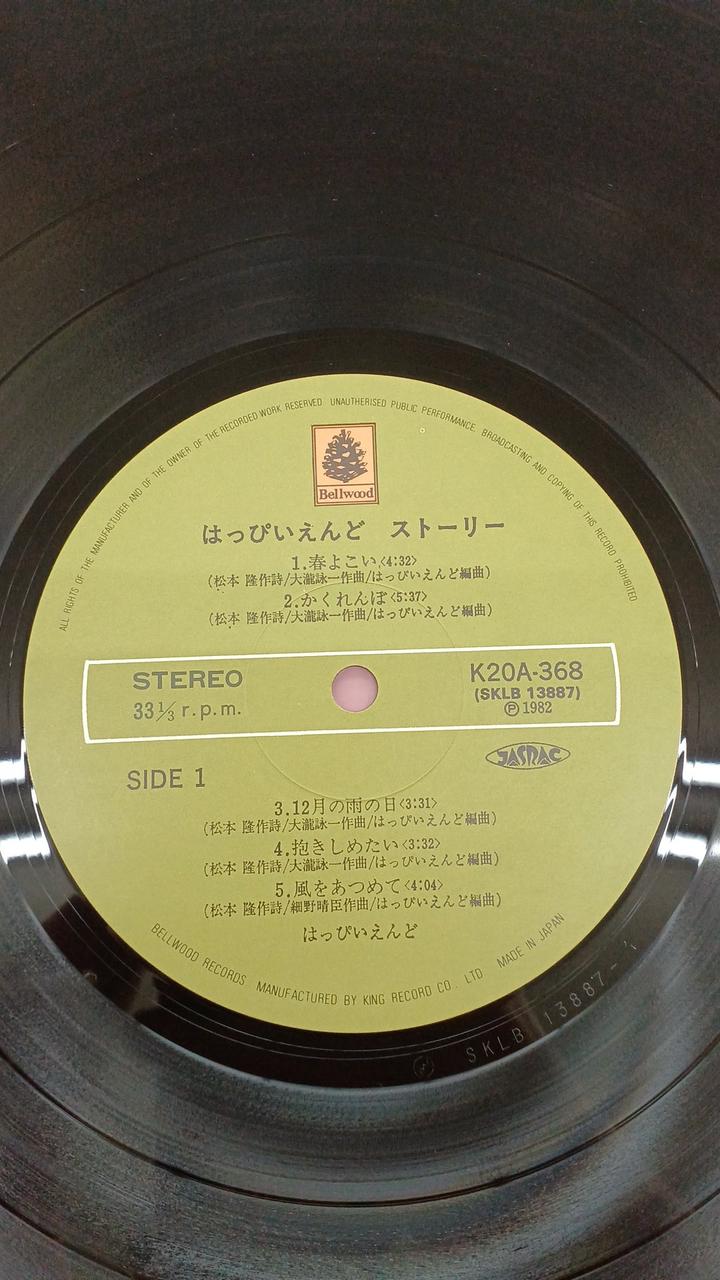 ALL RIGHTS OF THE MANUFACTURER AND OF THE OWNER OF THE RECORDED WORK RESERVED UNAUTHORISED PUBLIC PERFORMANCE BROADCASTING AND COPYING OF THIS RECORD PROHIBITED
Bellwood
はっぴいえんど ストーリー
1.春よこい<4:32>
(松本 隆作詩/大瀧詠一作曲/はっぴいえんど編曲)
2.かくれんぼ<5:37>
(松本 隆作詩/大瀧詠一作曲/はっぴいえんど編曲)
STEREO
33⅓ r.p.m.
K20A-368
(SKLB 13887)
Ⓟ1982
JASRAC
SIDE 1
3.12月の雨の日<3:31>
(松本 隆作詩/大瀧詠一作曲/はっぴいえんど編曲)
4.抱きしめたい<3:32>
(松本 隆作詩/大瀧詠一作曲/はっぴいえんど編曲)
5.風をあつめて<4:04>
(松本 隆作詩/細野晴臣作曲/はっぴいえんど編曲)
はっぴいえんど
BELLWOOD RECORDS MANUFACTURED BY KING RECORD CO., LTD MADE IN JAPAN
SKLB 13887-1